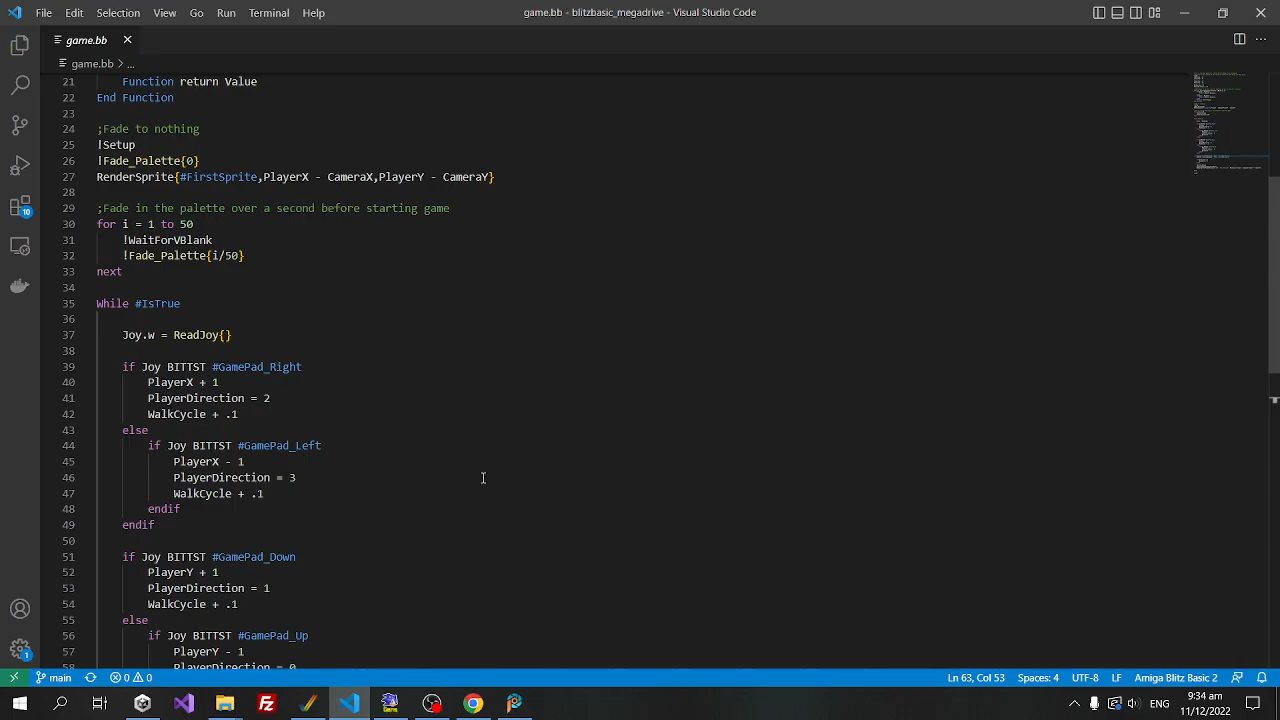 File Edit Selection View Go Run Terminal Help
game.bb - blitzbasic_megadrive - Visual Studio Code
game.bb
game.bb > ...
21 Function return Value
22 End Function
23
24 ;Fade to nothing
25 !Setup
26 !Fade_Palette{0}
27 RenderSprite{#FirstSprite,PlayerX - CameraX,PlayerY - CameraY}
28
29 ;Fade in the palette over a second before starting game
30 for i = 1 to 50
31 !WaitForVBlank
32 !Fade_Palette{i/50}
33 next
34
35 While #IsTrue
36
37 Joy.w = ReadJoy{}
38
39 if Joy BITTST #GamePad_Right
40 PlayerX + 1
41 PlayerDirection = 2
42 WalkCycle + .1
43 else
44 if Joy BITTST #GamePad_Left
45 PlayerX - 1
46 PlayerDirection = 3
47 WalkCycle + .1
48 endif
49 endif
50
51 if Joy BITTST #GamePad_Down
52 PlayerY + 1
53 PlayerDirection = 1
54 WalkCycle + .1
55 else
56 if Joy BITTST #GamePad_Up
57 PlayerY - 1
58 PlayerDirection = 0
10
1
main 0 0 Ln 63, Col 53 Spaces: 4 UTF-8 LF Amiga Blitz Basic 2
ENG 9:34 am
11/12/2022